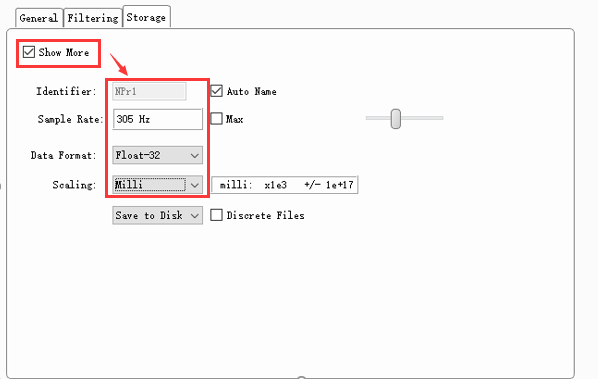 General Filtering Storage
Show More
Identifier: NPr1 Auto Name
Sample Rate: 305 Hz Max
Data Format: Float-32
Scaling: Milli milli: x1e3 +/- 1e+17
Save to Disk Discrete Files